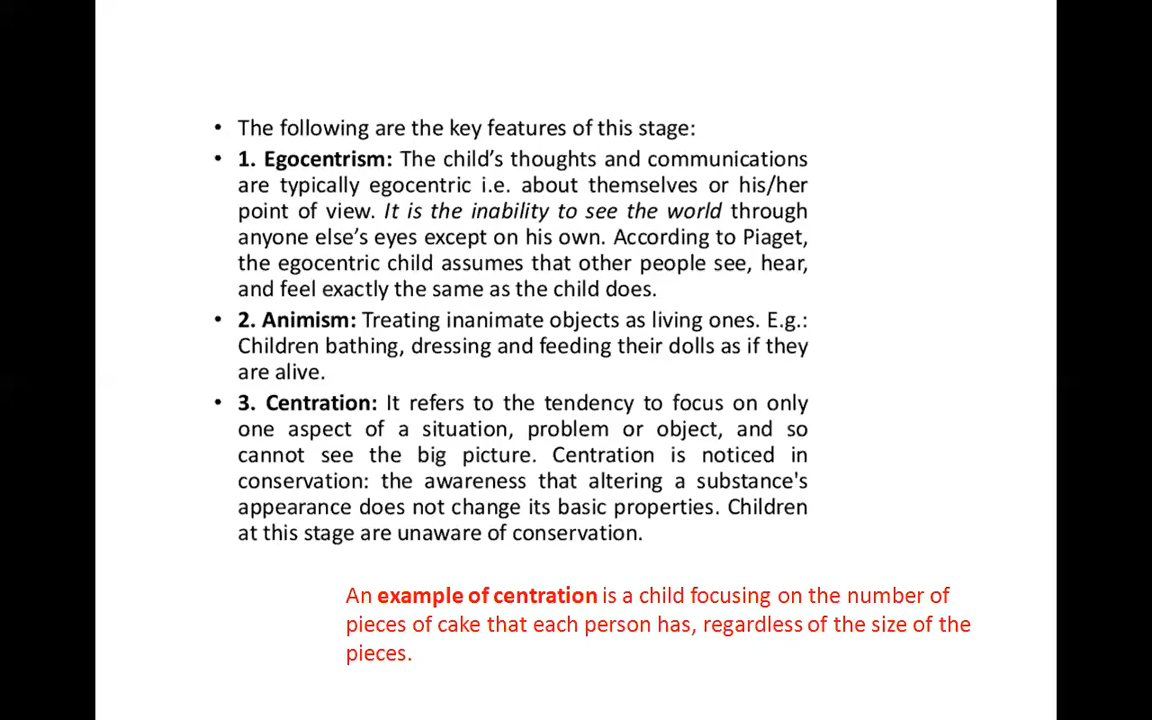 • The following are the key features of this stage:
• 1. Egocentrism: The child's thoughts and communications
are typically egocentric i.e. about themselves or his/her
point of view. It is the inability to see the world through
anyone else's eyes except on his own. According to Piaget,
the egocentric child assumes that other people see, hear,
and feel exactly the same as the child does.
• 2. Animism: Treating inanimate objects as living ones. E.g.:
Children bathing, dressing and feeding their dolls as if they
are alive.
• 3. Centration: It refers to the tendency to focus on only
one aspect of a situation, problem or object, and so
cannot see the big picture. Centration is noticed in
conservation: the awareness that altering a substance's
appearance does not change its basic properties. Children
at this stage are unaware of conservation.
An example of centration is a child focusing on the number of
pieces of cake that each person has, regardless of the size of the
pieces.